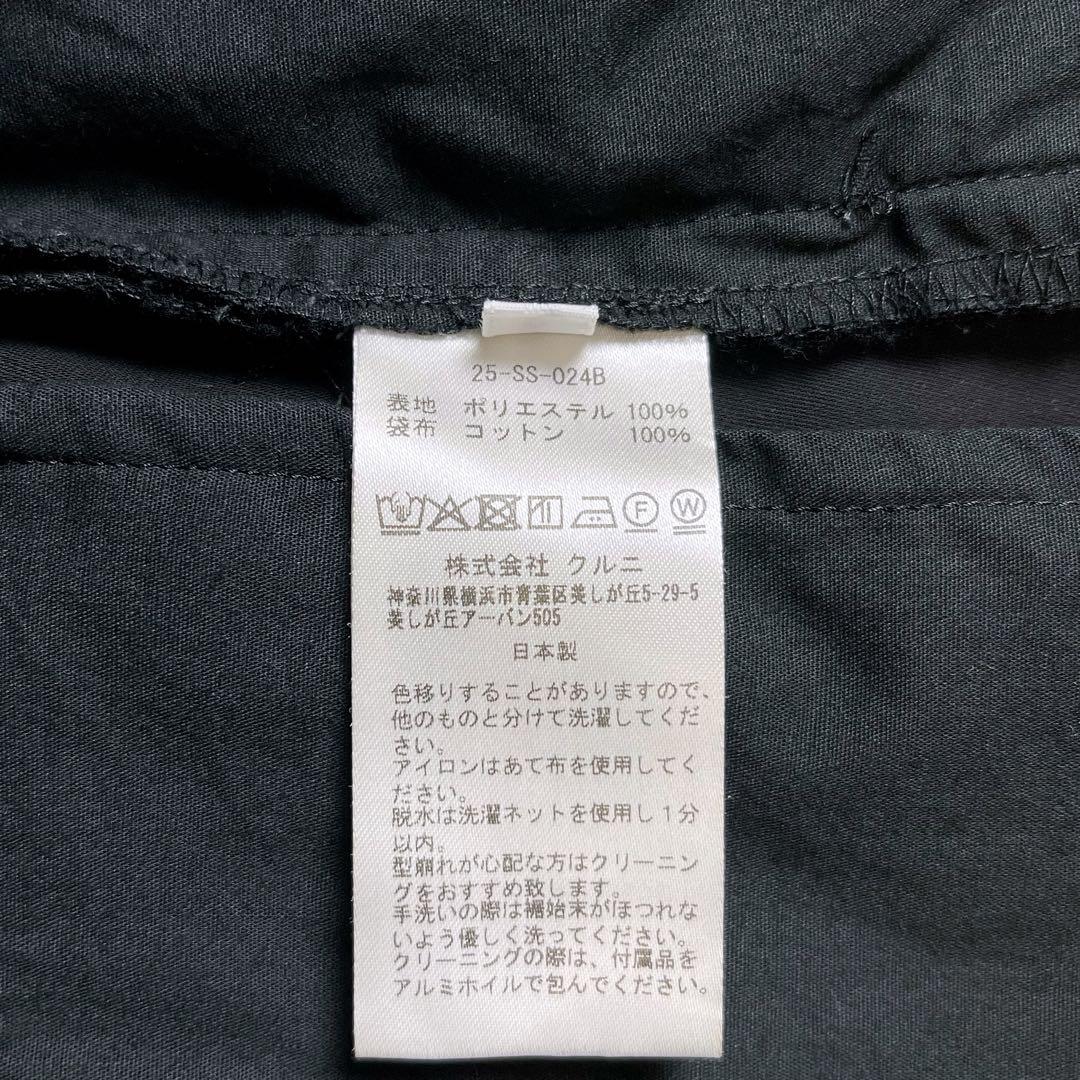 25-SS-024B
表地 ポリエステル 100%
袋布 コットン 100%
F W
株式会社 クルニ
神奈川県横浜市青葉区美しが丘5-29-5
美しが丘アーバン505
日本製
色移りすることがありますので、
他のものと分けて洗濯してくだ
さい。
アイロンはあて布を使用してく
ださい。
脱水は洗濯ネットを使用し1分
以内。
型崩れが心配な方はクリーニン
グをおすすめ致します。
手洗いの際は裾始末がほつれな
いよう優しく洗ってください。
クリーニングの際は、付属品を
アルミホイルで包んでください。